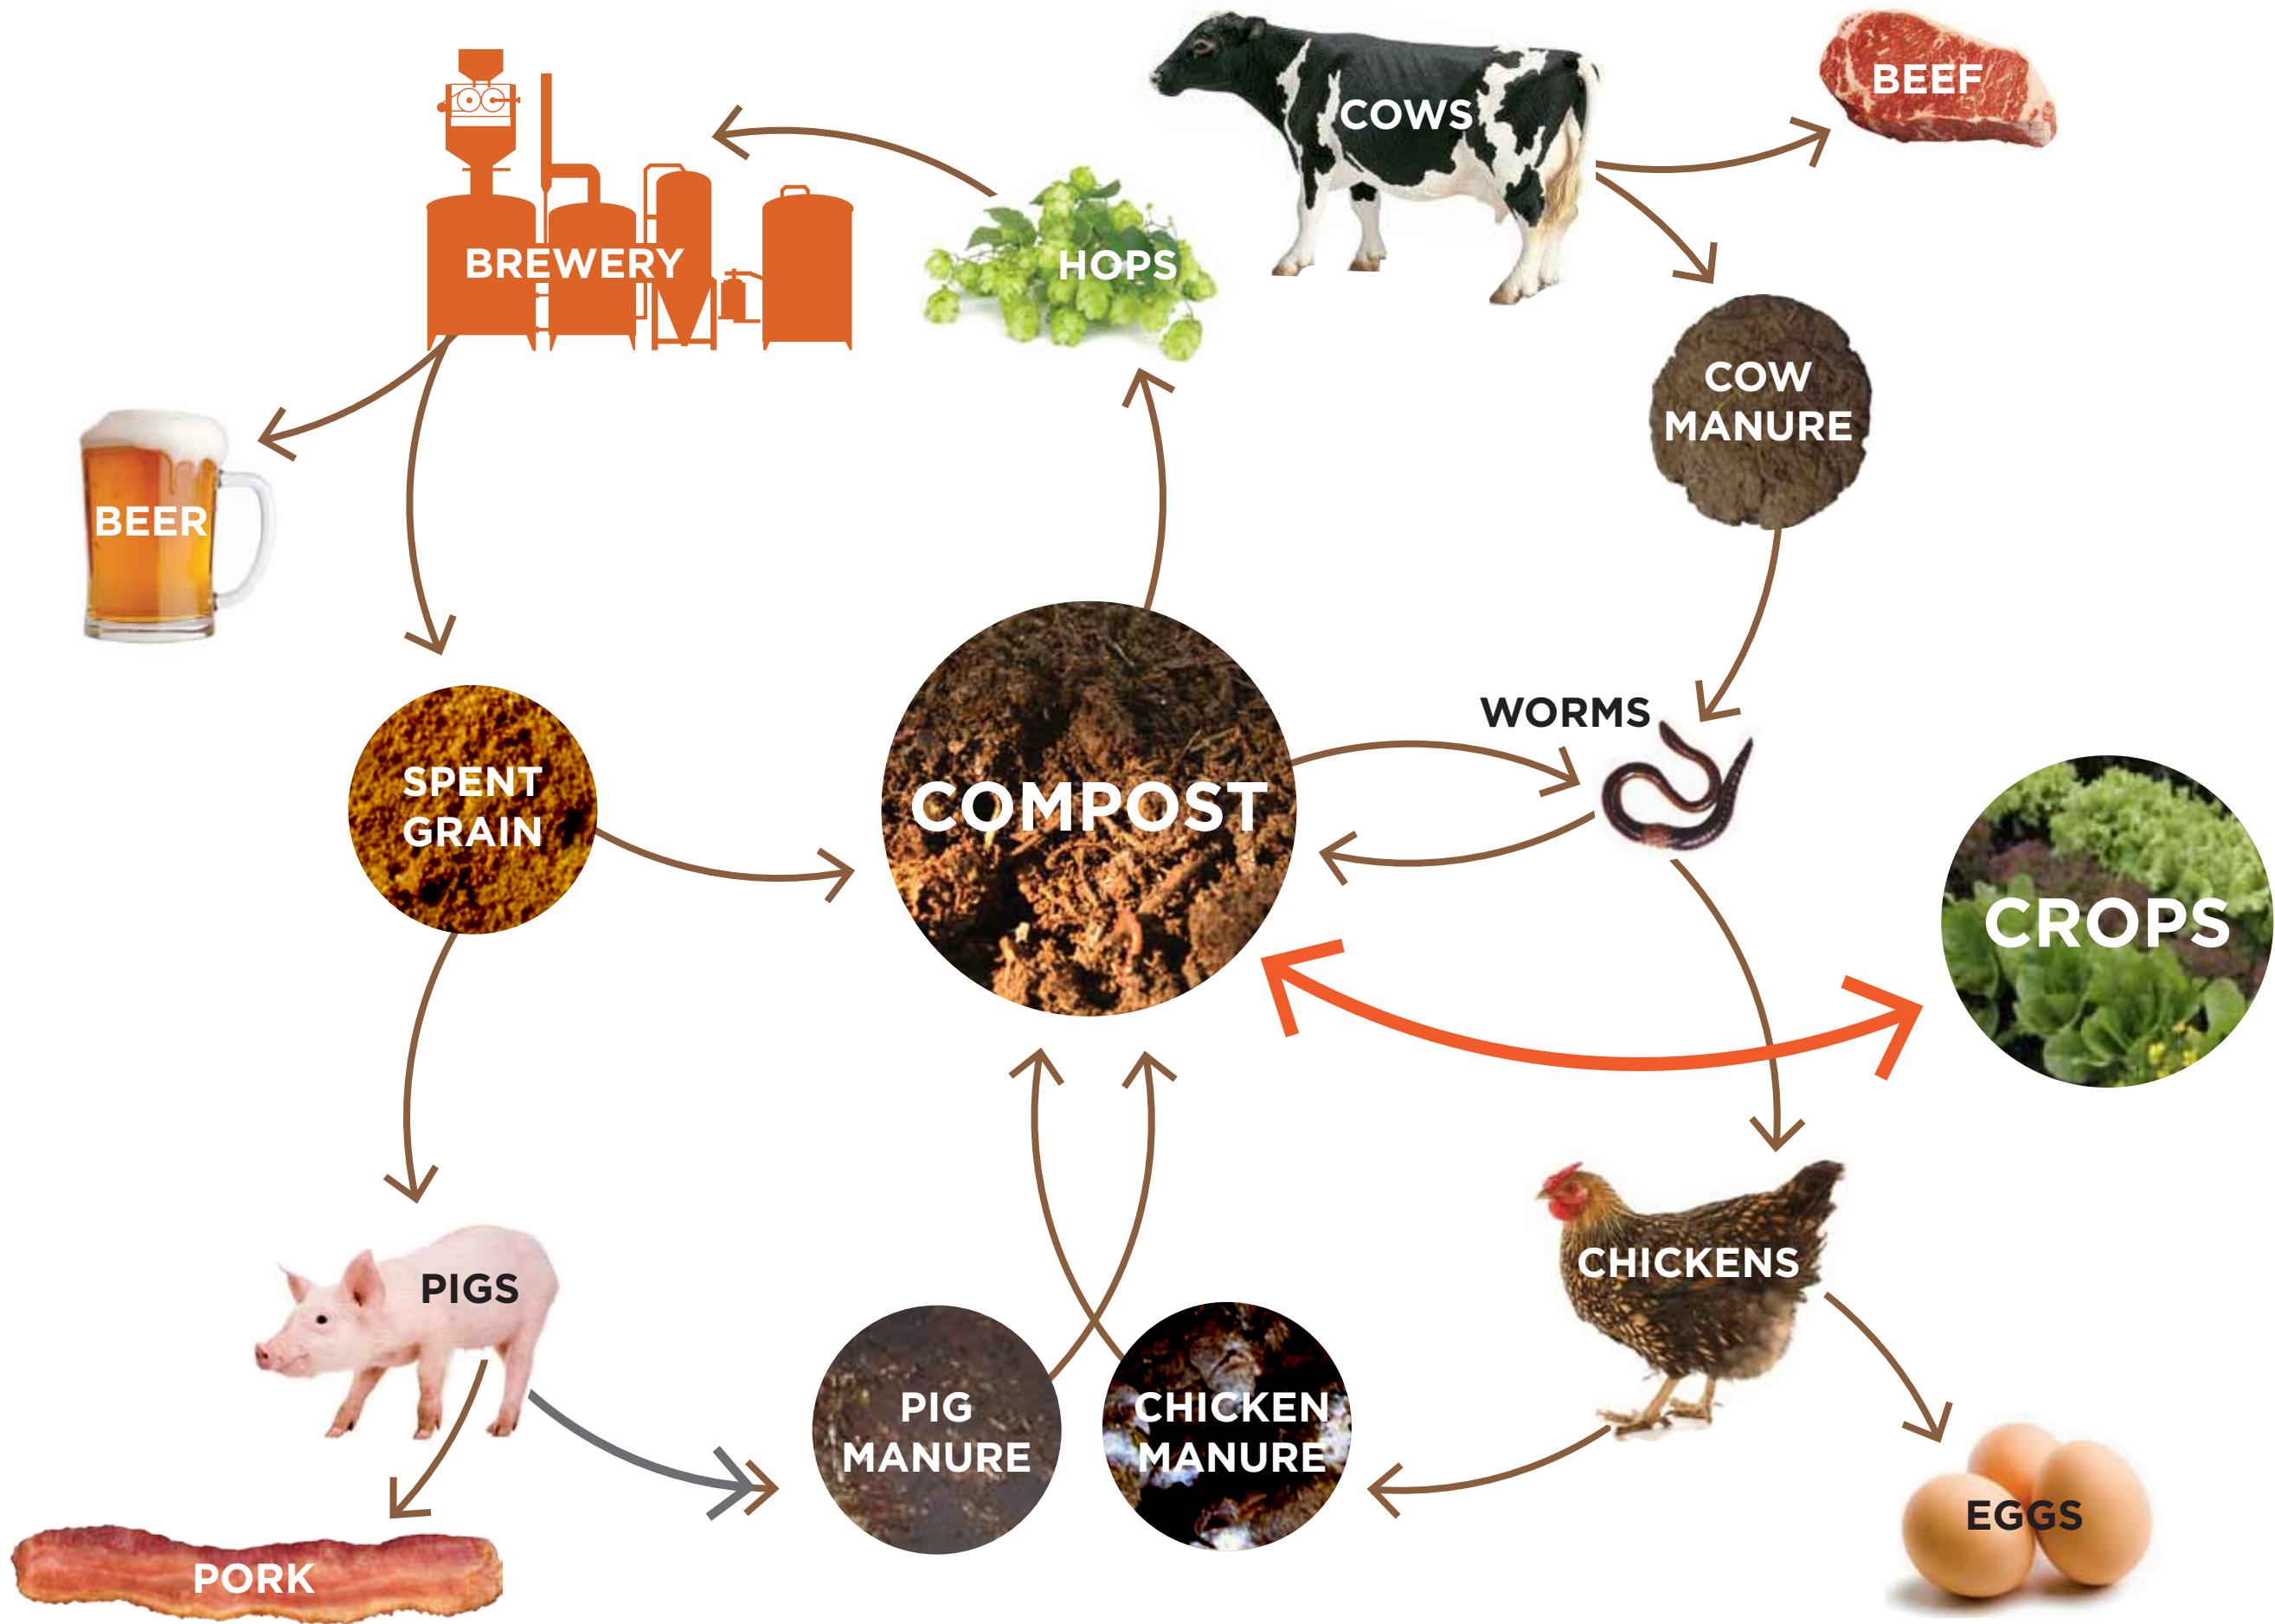 BEEF
COWS
HOPS
BREWERY
COW
MANURE
BEER
WORMS
SPENT
GRAIN
COMPOST
CROPS
CHICKENS
PIGS
PIG
MANURE
CHICKEN
MANURE
EGGS
PORK